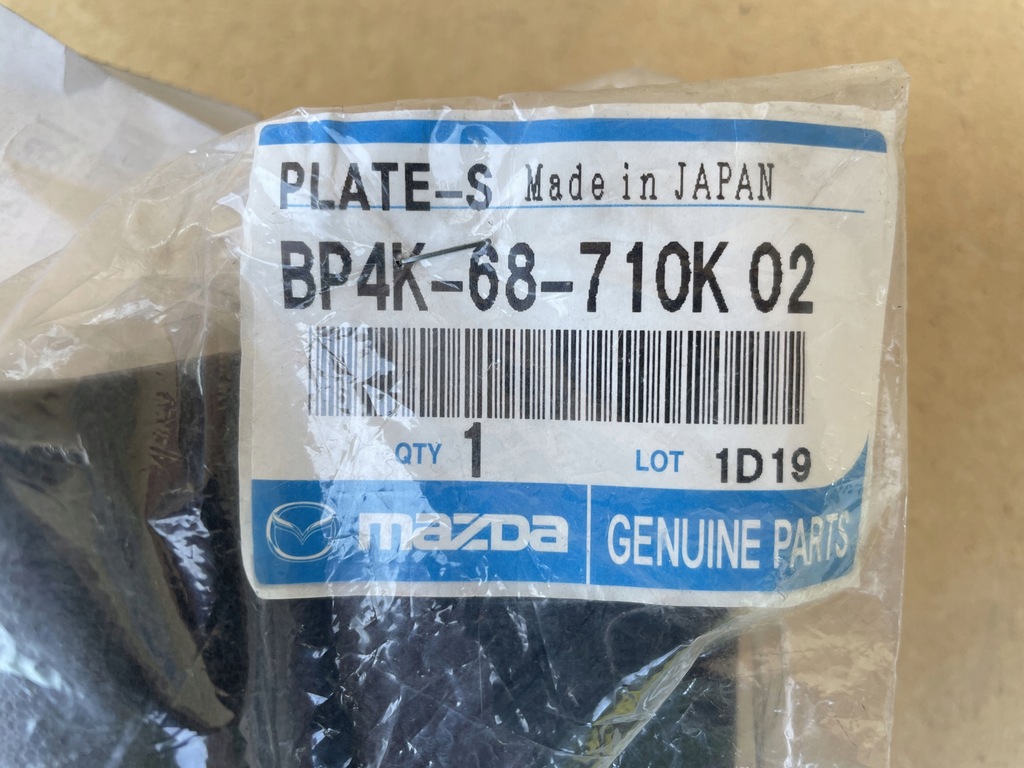 PLATE-S Made in JAPAN
BP4K-68-710K 02
QTY 1 LOT 1D19
mazda GENUINE PARTS